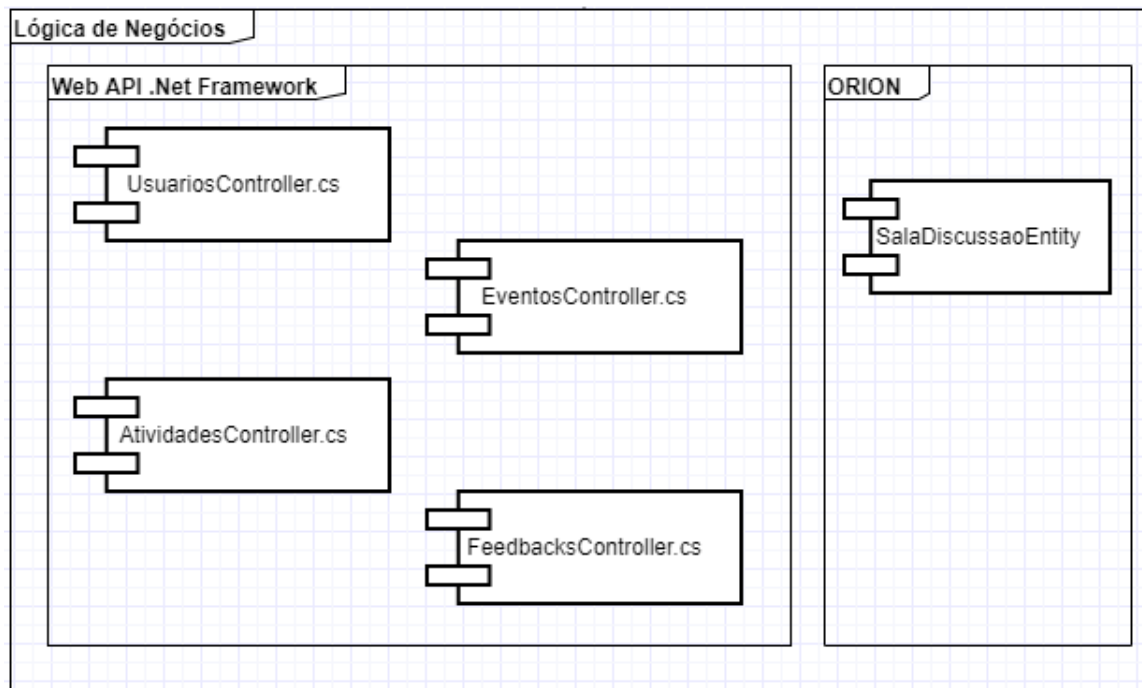 Lógica de Negócios
Web API .Net Framework
ORION
UsuariosController.cs
SalaDiscussaoEntity
EventosController.cs
AtividadesController.cs
FeedbacksController.cs